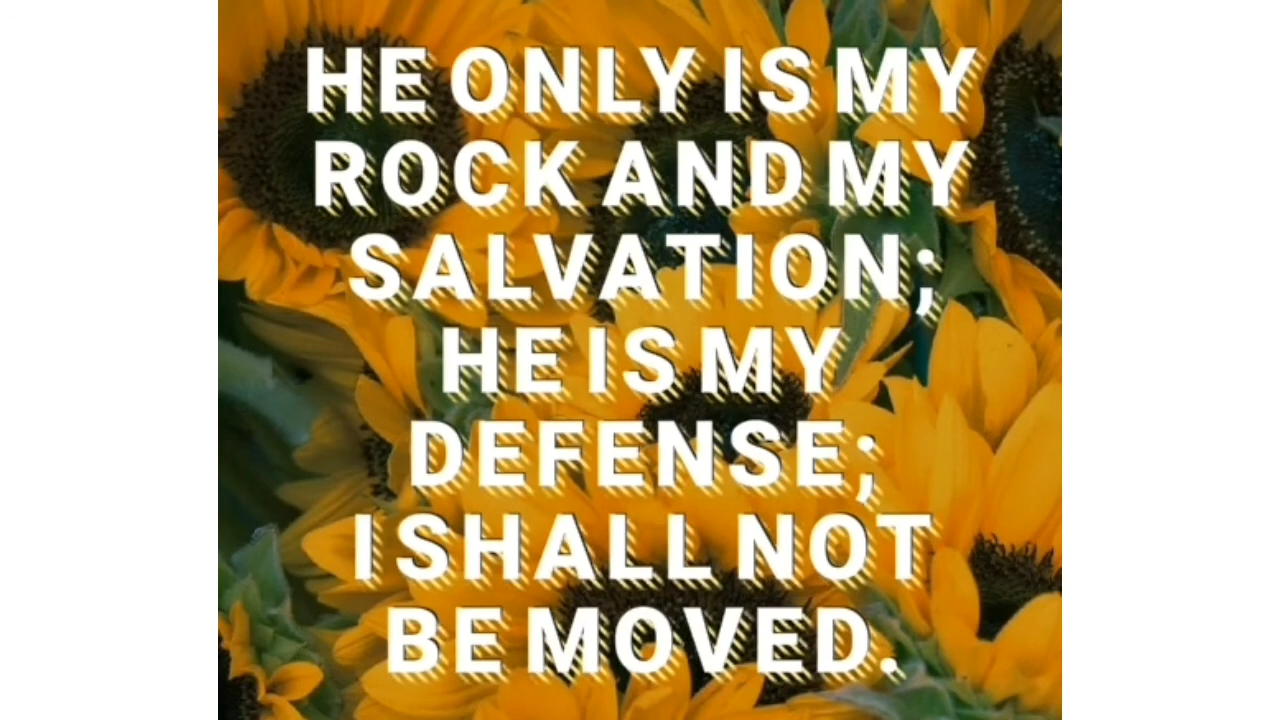 HE ONLY IS MY
ROCK AND MY
SALVATION;
HE IS MY
DEFENSE;
I SHALL NOT
BE MOVED.